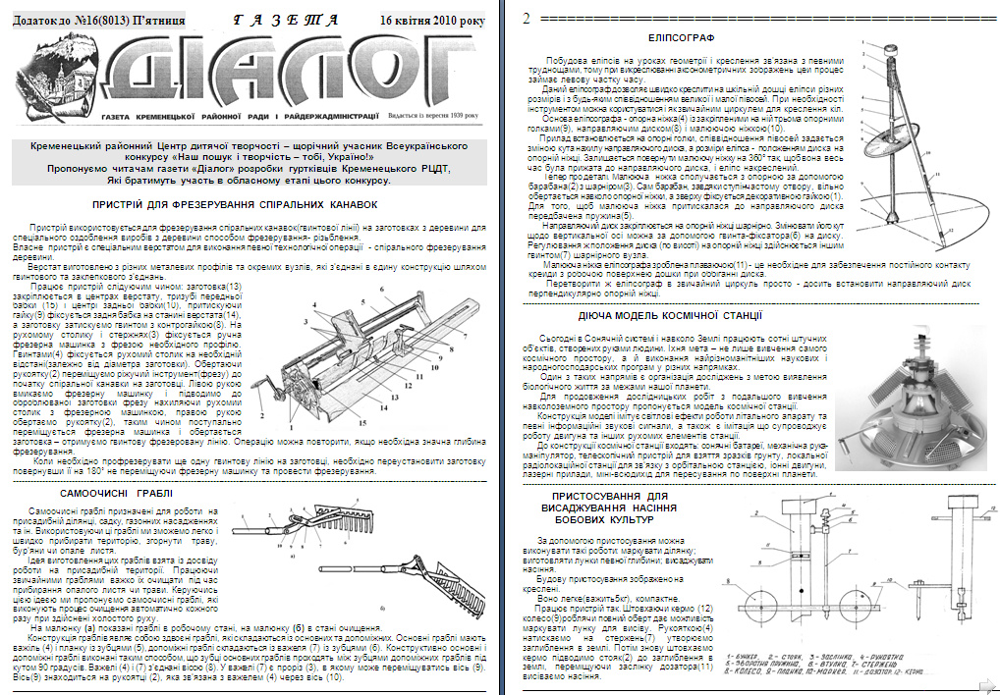 Додаток до №16(8013) П’ятниця
Г А З Е Т А
16 квітня 2010 року
ДІАЛОГ
ГАЗЕТА КРЕМЕНЕЦЬКОЇ РАЙОННОЇ РАДИ І РАЙДЕРЖАДМІНІСТРАЦІЇ
Видається із вересня 1939 року
Кременецький районний Центр дитячої творчості – щорічний учасник Всеукраїнського
конкурсу «Наш пошук і творчість – тобі, Україно!»
Пропонуємо читачам газети «Діалог» розробки гуртківців Кременецького РЦДТ,
Які братимуть участь в обласному етапі цього конкурсу.
ПРИСТРІЙ ДЛЯ ФРЕЗЕРУВАННЯ СПІРАЛЬНИХ КАНАВОК
Пристрій використовується для фрезерування спіральних канавок(гвинтової лінії) на заготовках з деревини для
спеціального оздоблення виробів з деревини способом фрезерування- різьблення.
Власне пристрій є спеціальним верстатом для виконання певної технологічної операції - спірального фрезерування
деревини.
Верстат виготовлено з різних металевих профілів та окремих вузлів, які з’єднані в єдину конструкцію шляхом
гвинтового та заклепкового з’єднань.
Працює пристрій слідуючим чином: заготовка(13)
закріплюється в центрах верстату, тризубі передньої
бабки (15) і центрі задньої бабки(10), притискуючи
гайку(9) фіксується задня бабка на станині верстата(14),
а заготовку затискуємо гвинтом з контрогайкою(8). На
рухомому столику і стержнях(3) фіксується ручна
фрезерна машинка з фрезою необхідного профілю.
Гвинтами(4) фіксується рухомий столик на необхідній
відстані(залежно від діаметра заготовки). Обертаючи
рукоятку(2) переміщуємо ріжучий інструмент(фрезу) до
початку спіральної канавки на заготовці. Лівою рукою
вмикаємо фрезерну машинку і підводимо до
оброблюваної заготовки фрезу нахиляючи рухомий
столик з фрезерною машинкою, правою рукою
обертаємо рукоятку(2), таким чином поступально
переміщується фрезерна машинка і обертається
заготовка – отримуємо гвинтову фрезеровану лінію. Операцію можна повторити, якщо необхідна значна глибина
фрезерування.
Коли необхідно профрезерувати ще одну гвинтову лінію на заготовці, необхідно переустановити заготовку
повернувши її на 180° не переміщуючи фрезерну машинку та провести фрезерування.
САМООЧИСНІ ГРАБЛІ
Самоочисні граблі призначені для роботи на
присадибній ділянці, саду, газонних насадженнях
та ін. Використовуючи ці граблі ми зможемо легко і
швидко прибирати територію, згорнути траву,
бур’яни чи опале листя.
Ідея виготовлення цих граблів взята із досвіду
роботи на присадибній території. Працюючи
звичайними граблями важко їх очищати під час
прибирання опалого листя чи трави. Керуючись
цією ідеєю ми пропонуємо самоочисні граблі, які
виконують процес очищення автоматично кожного
разу при здійснені холостого руху.
а)
б)
На малюнку (а) показані граблі в робочому стані, на малюнку (б) в стані очищення.
Конструкція граблів являє собою здвоєні граблі, які складаються із основних та допоміжних. Основні граблі мають
важіль (4) і планку із зубцями (5), допоміжні граблі складаються із важеля (7) із зубцями (6). Конструктивно основні і
допоміжні граблі виконані таким способом, що зубці основних граблів проходять між зубцями допоміжних граблів під
кутом 90 градусів. Важелі (4) і (7) з’єднані віссю (8). У важелі (7) є проріз (3), в якому може переміщуватись вісь (9).
Вісь(9) знаходиться на рукоятці (2), яка зв’язана з важелем (4) через вісь (10).
2
ЕЛІПСОГРАФ
Побудова еліпсів на уроках геометрії і креслення зв’язана з певними
труднощами, тому при викреслюванні аксонометричних зображень цей процес
займає левову частку часу.
Даний еліпсограф дозволяє швидко креслити на шкільній дошці еліпси різних
розмірів і з будь-яким співвідношенням великої і малої півосей. При необхідності
інструментом можна користуватися і як звичайним циркулем для креслення кіл.
Основа еліпсографа - опорна ніжка(4) із закріпленими на ній трьома опорними
голками(9), направляючим диском(8) і малюючою ніжкою(10).
Прилад встановлюється на опорні голки, співвідношення півосей задається
зміною кута нахилу направляючого диска, а розміри еліпса - положенням диска на
опорній ніжці. Залишається повернути малюючу ніжку на 360° так, щоб вона весь
час була прижата до направляючого диска, і еліпс накреслений.
Тепер про деталі. Малююча ніжка сполучається з опорною за допомогою
барабана(2) з шарніром(3). Сам барабан, завдяки ступінчастому отвору, вільно
обертається навколо опорної ніжки, а зверху фіксується декоративною гайкою(1).
Для того, щоб малююча ніжка притискалася до направляючого диска
передбачена пружина(5).
Направляючий диск закріплюється на опорній ніжці шарнірно. Змінювати його кут
щодо вертикальної осі можна за допомогою гвинта-фіксатора(6) на диску.
Регулювання ж положення диска (по висоті) на опорній ніжці здійснюється іншим
гвинтом(7) шарнірного вузла.
Малююча ніжка еліпсографа зроблена плаваючою(11) - це необхідне для забезпечення постійного контакту
крейди з робочою поверхнею дошки при оббіганні диска.
Перетворити ж еліпсограф в звичайний циркуль просто - досить встановити направляючий диск
перпендикулярно опорній ніжці.
ДІЮЧА МОДЕЛЬ КОСМІЧНОЇ СТАНЦІЇ
Сьогодні в Сонячній системі і навколо Землі працюють сотні штучних
об’єктів, створених руками людини. Їхня мета – не лише вивчення самого
космічного простору, а й виконання найрізноманітніших наукових і
народногосподарських програм у різних напрямках.
Один з таких напрямів є організація досліджень з метою виявлення
біологічного життя за межами нашої планети.
Для продовження дослідницьких робіт з подальшого вивчення
навколоземного простору пропонується модель космічної станції.
Конструкція моделі імітує світлові ефекти роботи літального апарату та
певні інформаційні звукові сигнали, а також є імітація що супроводжує
роботу двигуна та інших рухомих елементів станції.
До конструкції космічної станції входять: сонячні батареї, механічна рука-
маніпулятор, телескопічний пристрій для взяття зразків ґрунту, локальної
радіолокаційної станції для зв’язку з орбітальною станцією, іонні двигуни,
лазерні прилади, міні-всюдихід для пересування по поверхні планети.
ПРИСТОСУВАННЯ ДЛЯ
ВИСАДЖУВАННЯ НАСІННЯ
БОБОВИХ КУЛЬТУР
За допомогою пристосування можна
виконувати такі роботи: маркувати ділянку;
виготовляти лунки певної глибини; висаджувати
насіння.
Будову пристосування зображено на
кресленні.
Воно легке(важить5кг), компактне.
Працює пристрій так. Штовхаючи кермо (12)
колесо(9)роблячи повний оберт дає можливість
маркувати лунку для висіву. Рукояткою(4)
натискаємо на стержень(7) утворюємо
заглиблення в землі. Потім знову штовхаємо
кермо підводимо стояк(2) до заглиблення в
землі, переміщуючи заслінку дозатора(11)
висіваємо насіння.
1.- БУНКЕР, 2.- СТОЯК, 3.- ЗАСЛІНКА, 4.- РУКОЯТКА
5.- ЗВОРОТНА ПРУЖИНА, 6.- ВТУЛКА, 7.- СТЕРЖЕНЬ
8.- КОЛЕСО, 9.- ПЛАНКА, 10.- МАРКЕР, 11.- ДОЗАТОР, 12- КЕРМО